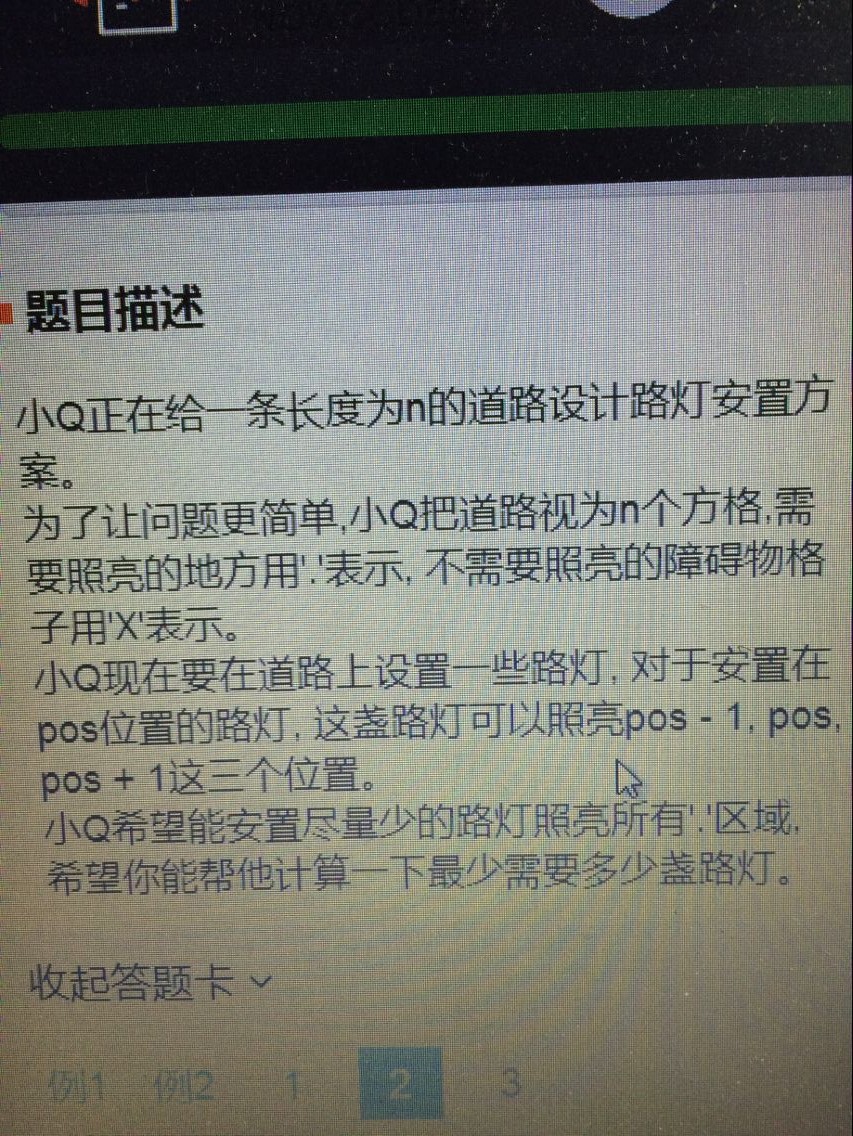 题目描述
小Q正在给一条长度为n的道路设计路灯安置方
案。
为了让问题更简单,小Q把道路视为n个方格,需
要照亮的地方用'.'表示, 不需要照亮的障碍物格
子用'X'表示。
小Q现在要在道路上设置一些路灯, 对于安置在
pos位置的路灯, 这盏路灯可以照亮pos - 1, pos,
pos + 1这三个位置。
小Q希望能安置尽量少的路灯照亮所有'.'区域,
希望你能帮他计算一下最少需要多少盏路灯。
收起答题卡
例1 例2 1 2 3